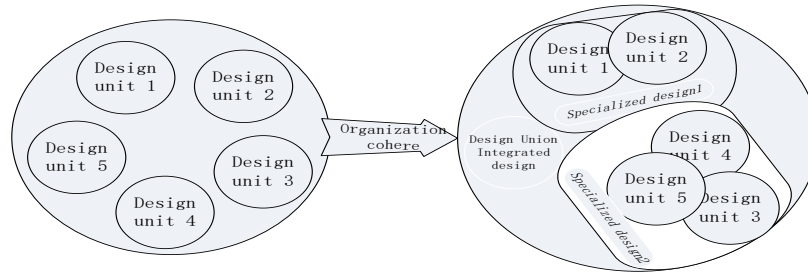 Design
unit 1
Design
unit 2
Design
unit 5
Design
unit 3
Design
unit 4
Organization
cohere
Design
unit 1
Design
unit 2
Specialized design1
Design Union
Integrated
design
Design
unit 4
Design
unit 5
Design
unit 3
Specialized design2